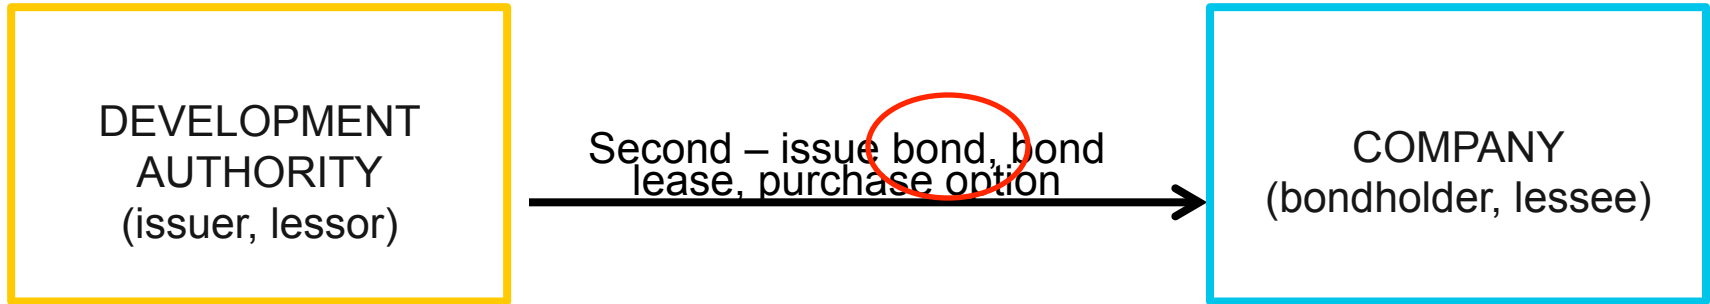 DEVELOPMENT
AUTHORITY
(issuer, lessor)
Second – issue bond, bond
lease, purchase option
COMPANY
(bondholder, lessee)